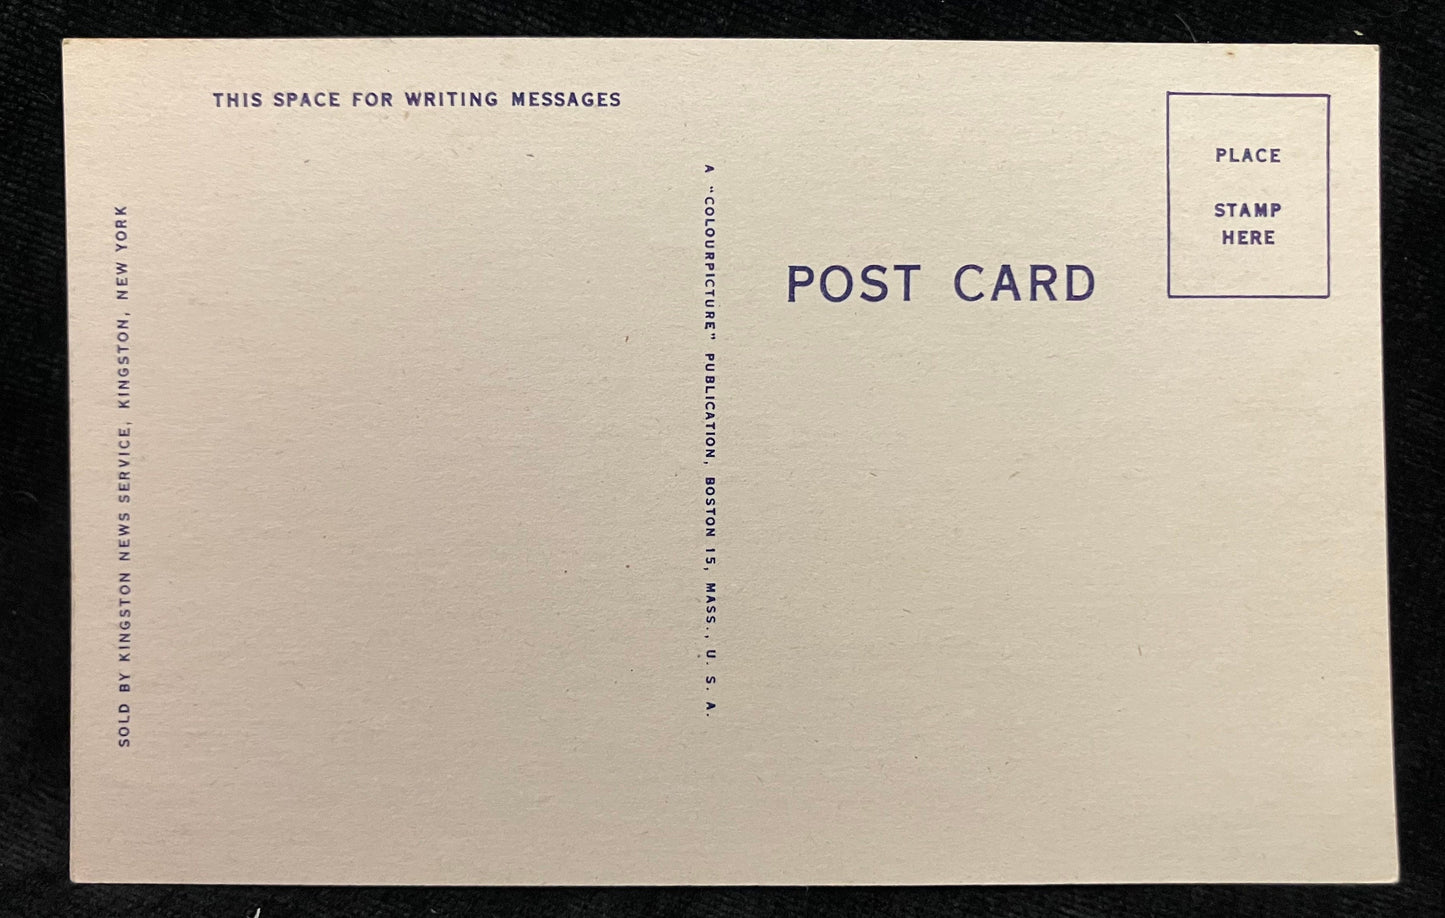 THIS SPACE FOR WRITING MESSAGES
SOLD BY KINGSTON NEWS SERVICE, KINGSTON, NEW YORK
A "COLOURPICTURE" PUBLICATION, BOSTON 15, MASS., U. S. A.
POST CARD
PLACE
STAMP
HERE